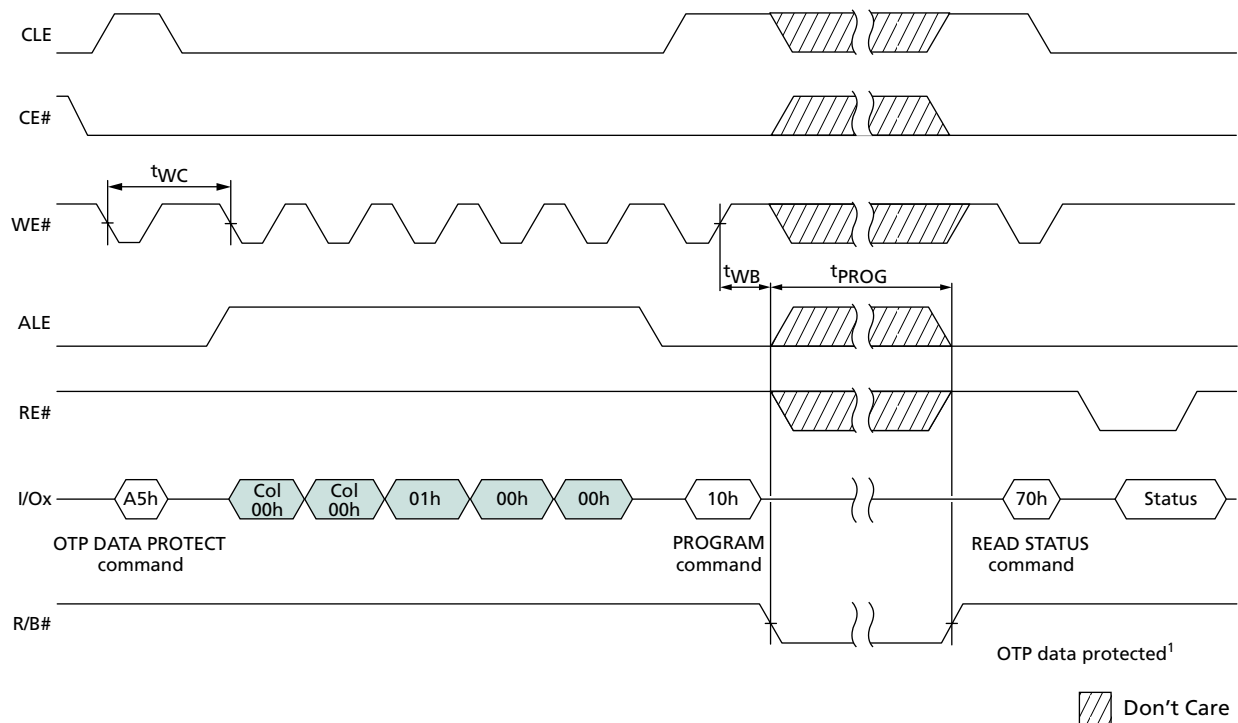 CLE
CE#
tWC
WE#
tWB
tPROG
ALE
RE#
I/Ox
A5h
Col
00h
Col
00h
01h
00h
00h
10h
70h
Status
OTP DATA PROTECT
command
PROGRAM
command
READ STATUS
command
R/B#
OTP data protected1
Don't Care